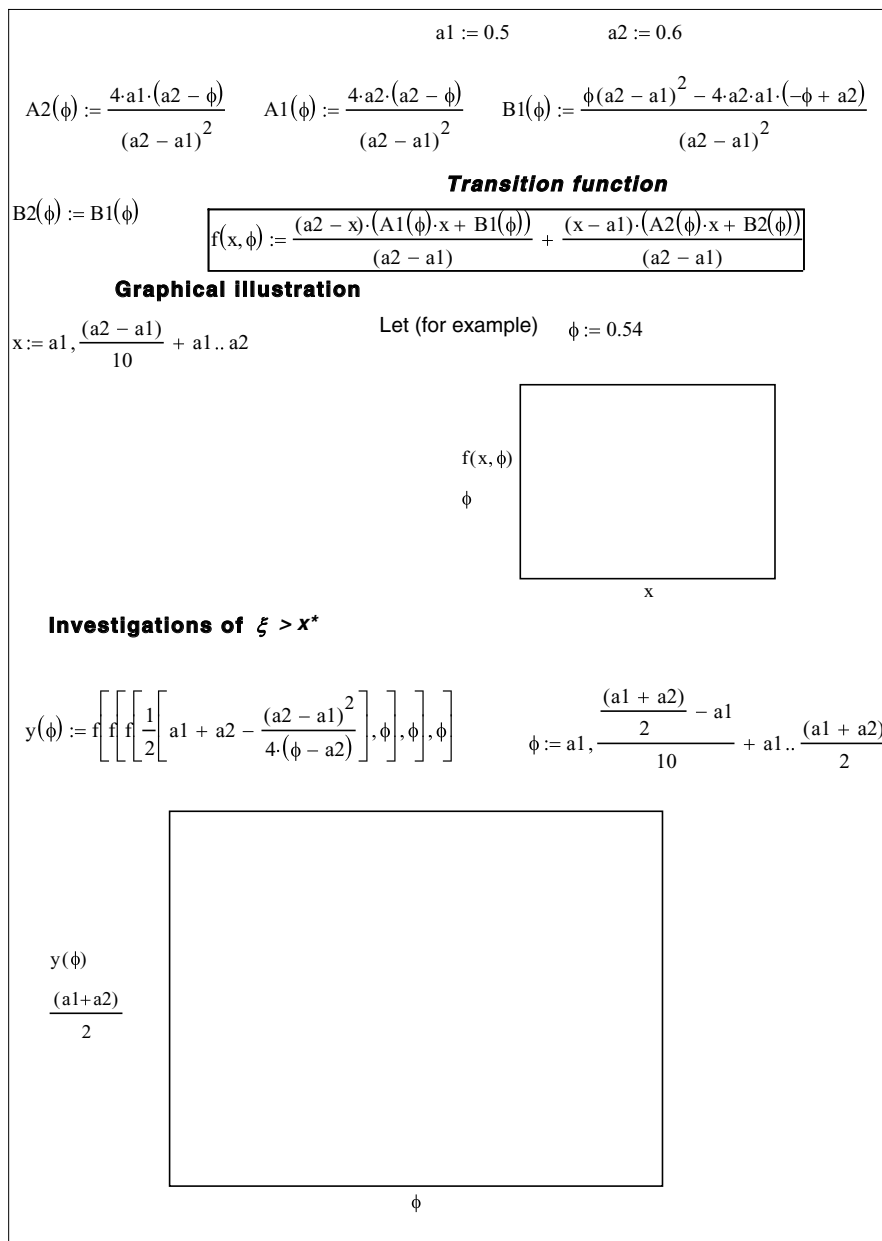 a1 := 0.5 a2 := 0.6
A2(ϕ) := 4·a1·(a2 − ϕ) / (a2 − a1)^2 A1(ϕ) := 4·a2·(a2 − ϕ) / (a2 − a1)^2 B1(ϕ) := ϕ(a2 − a1)^2 − 4·a2·a1·(−ϕ + a2) / (a2 − a1)^2
Transition function
B2(ϕ) := B1(ϕ)
f(x, ϕ) := (a2 − x)·(A1(ϕ)·x + B1(ϕ)) / (a2 − a1) + (x − a1)·(A2(ϕ)·x + B2(ϕ)) / (a2 − a1)
Graphical illustration
x := a1, (a2 − a1) / 10 + a1 .. a2 Let (for example) ϕ := 0.54
f(x, ϕ)
ϕ
x
Investigations of ξ > x*
y(ϕ) := f[f[f[1/2[a1 + a2 − (a2 − a1)^2 / 4·(ϕ − a2)], ϕ], ϕ], ϕ] ϕ := a1, ((a1 + a2) / 2 − a1) / 10 + a1 .. (a1 + a2) / 2
y(ϕ)
(a1+a2) / 2
ϕ